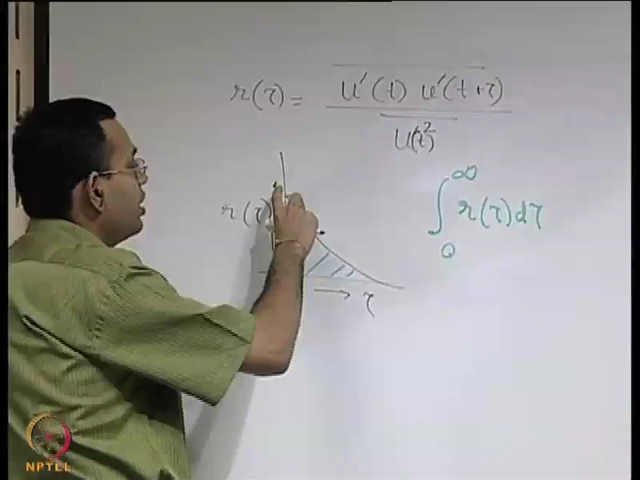 r(τ) = u'(t) u'(t+τ)
u(t)²
∞
r(τ) ∫ r(τ)dτ
0
τ
NPTEL